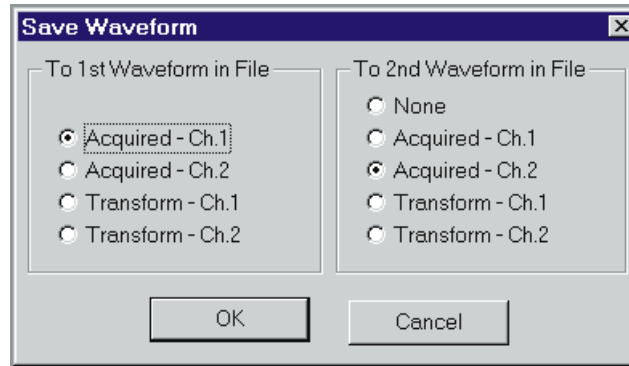 Save Waveform
To 1st Waveform in File
Acquired - Ch.1
Acquired - Ch.2
Transform - Ch.1
Transform - Ch.2
To 2nd Waveform in File
None
Acquired - Ch.1
Acquired - Ch.2
Transform - Ch.1
Transform - Ch.2
OK
Cancel